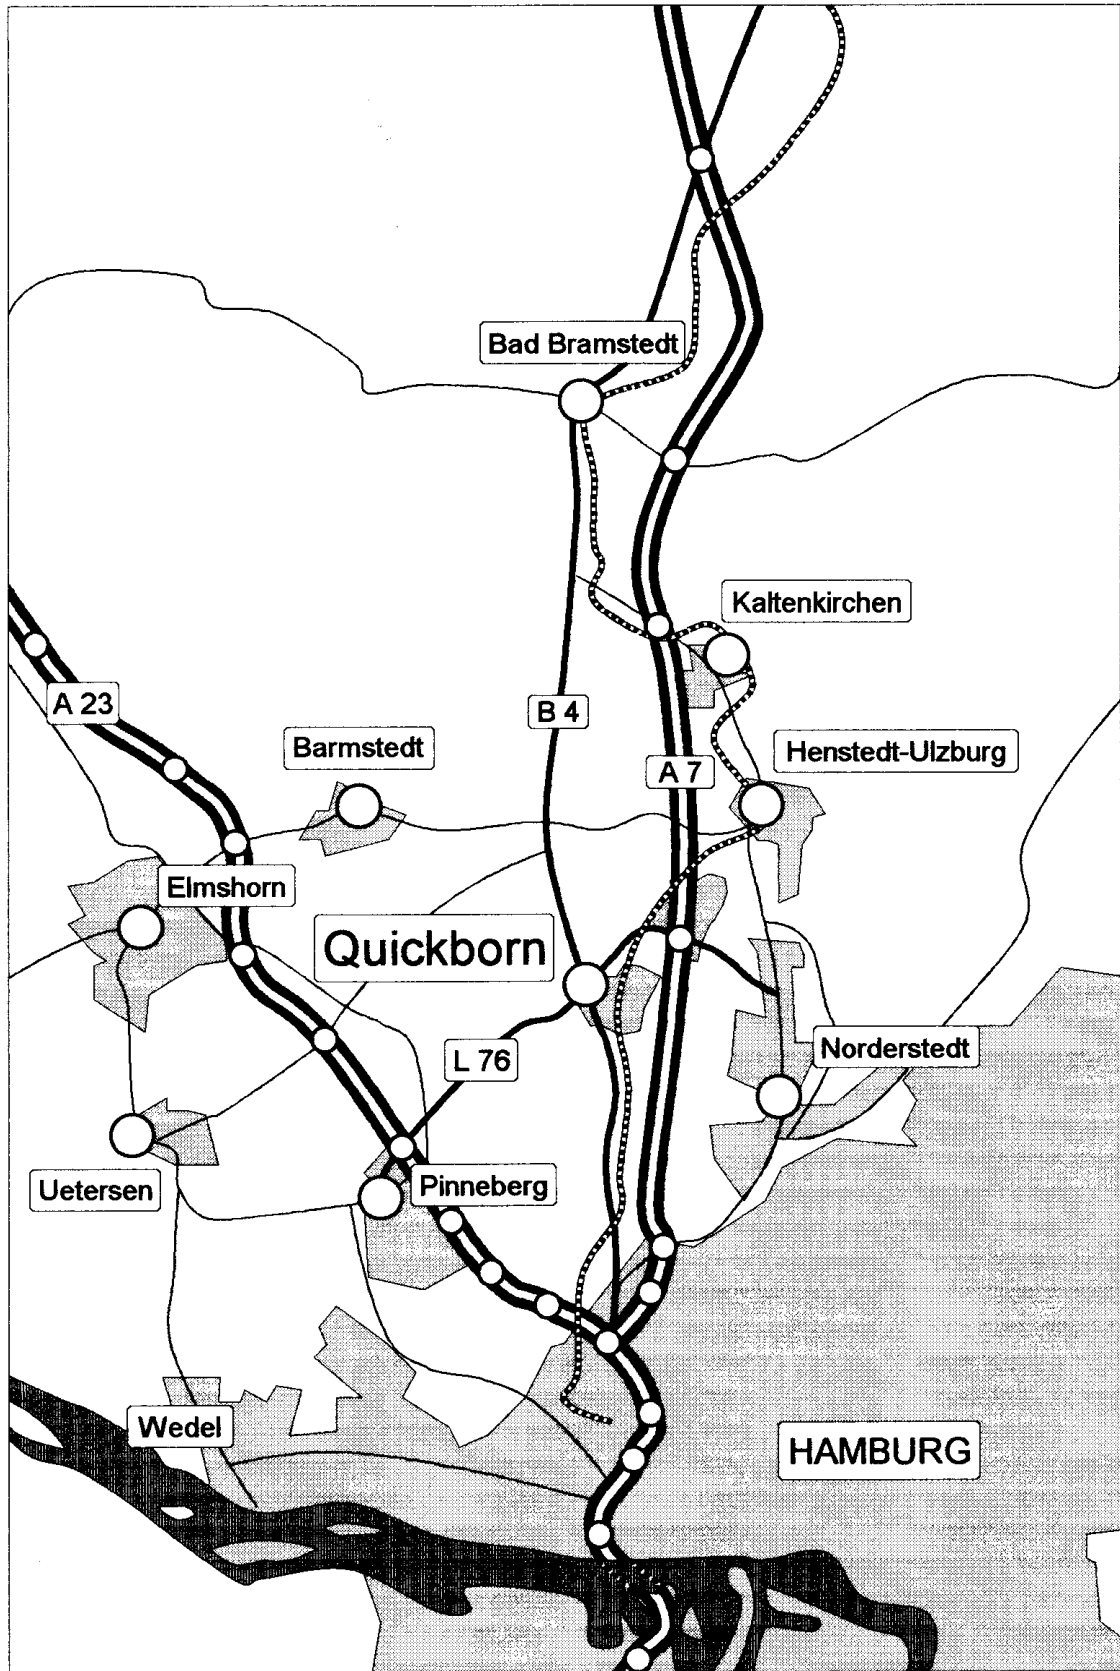 Bad Bramstedt
Kaltenkirchen
A 23
B 4
Barmstedt
Henstedt-Ulzburg
A 7
Elmshorn
Quickborn
Norderstedt
L 76
Uetersen
Pinneberg
Wedel
HAMBURG